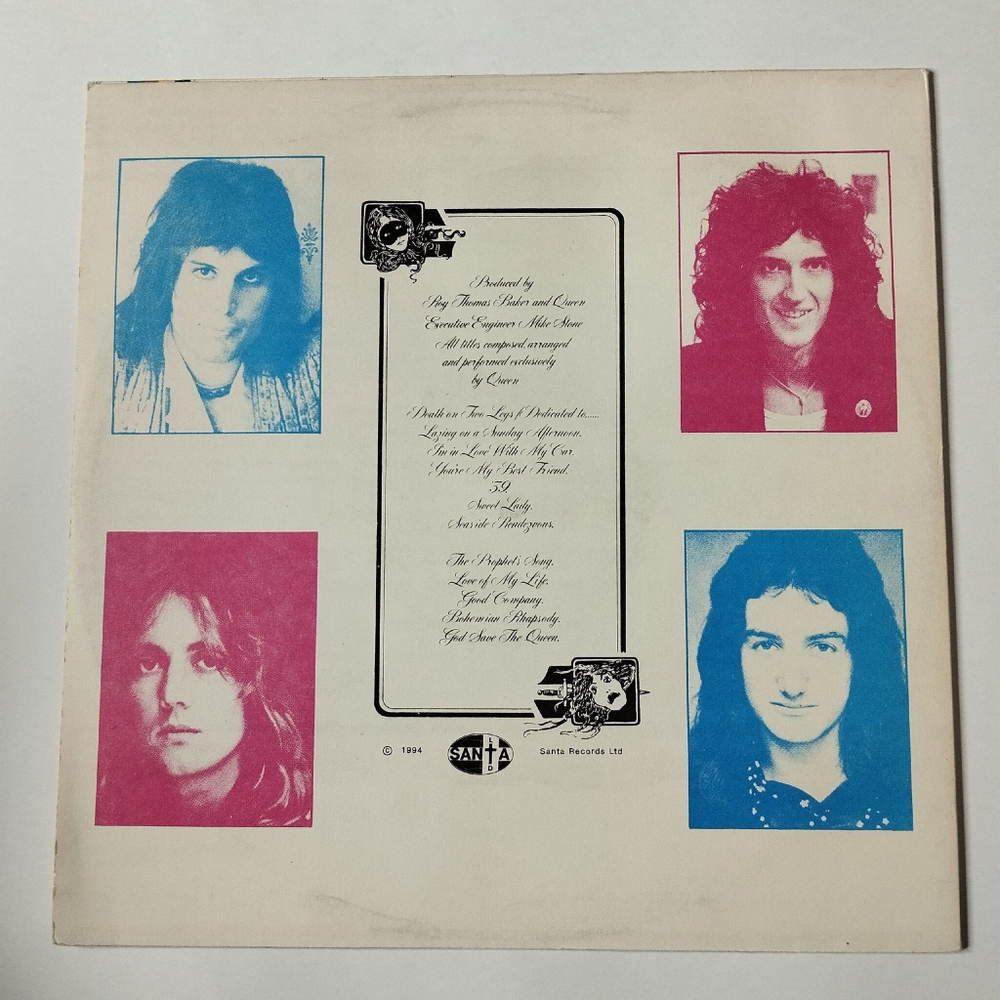 Produced by
Roy Thomas Baker and Queen
Executive Engineer Mike Stone
All titles composed, arranged
and performed exclusively
by Queen
Death on Two Legs (Dedicated to......
Lazing on a Sunday Afternoon.
I'm in Love With My Car.
You're My Best Friend.
'39.
Sweet Lady.
Seaside Rendezvous.
The Prophet's Song.
Love of My Life.
Good Company.
Bohemian Rhapsody.
God Save The Queen.
© 1994 SANTA LTD Santa Records Ltd